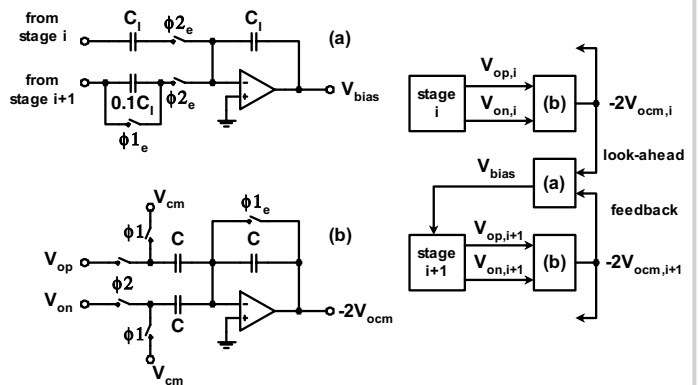 from
stage i
C_I
ϕ2_e
C_I
(a)
from
stage i+1
0.1C_I
ϕ2_e
V_bias
ϕ1_e
V_cm
ϕ1
ϕ1_e
(b)
V_op
C
C
ϕ2
V_on
C
-2V_ocm
ϕ1
V_cm
stage
i
V_op,i
V_on,i
(b)
-2V_ocm,i
look-ahead
V_bias
(a)
feedback
stage
i+1
V_op,i+1
V_on,i+1
(b)
-2V_ocm,i+1